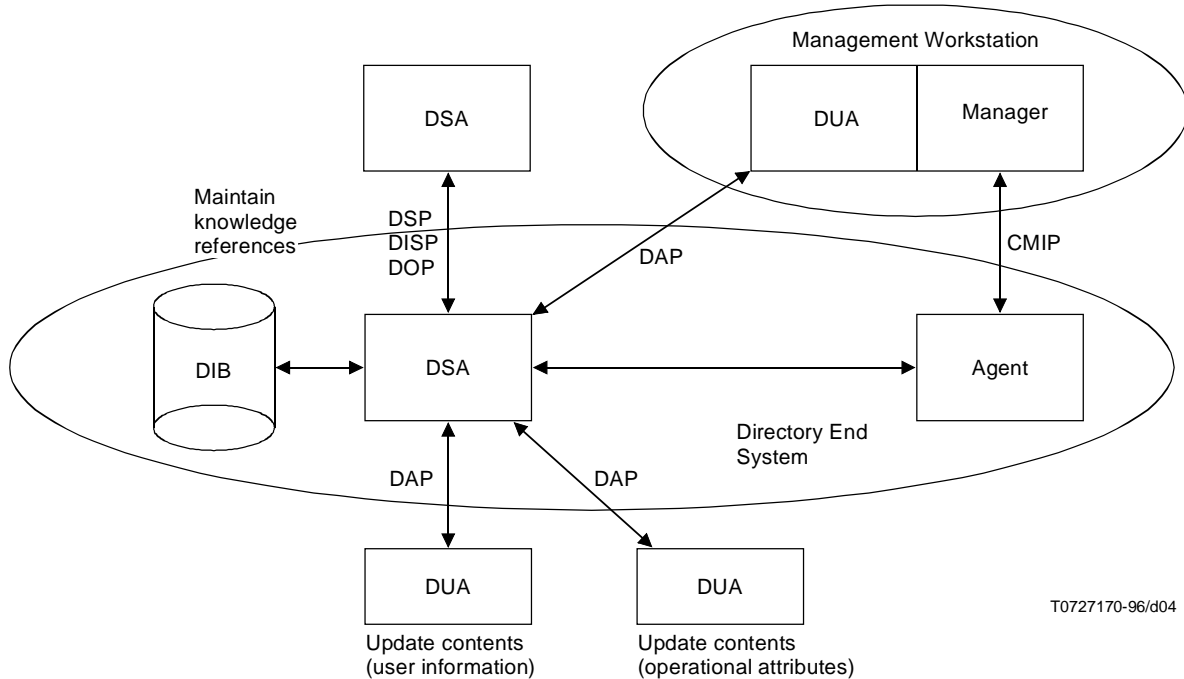 Management Workstation
DSA
DUA
Manager
Maintain
knowledge
references
DSP
DISP
DOP
DAP
CMIP
DIB
DSA
Agent
Directory End
System
DAP
DAP
DUA
DUA
T0727170-96/d04
Update contents
(user information)
Update contents
(operational attributes)